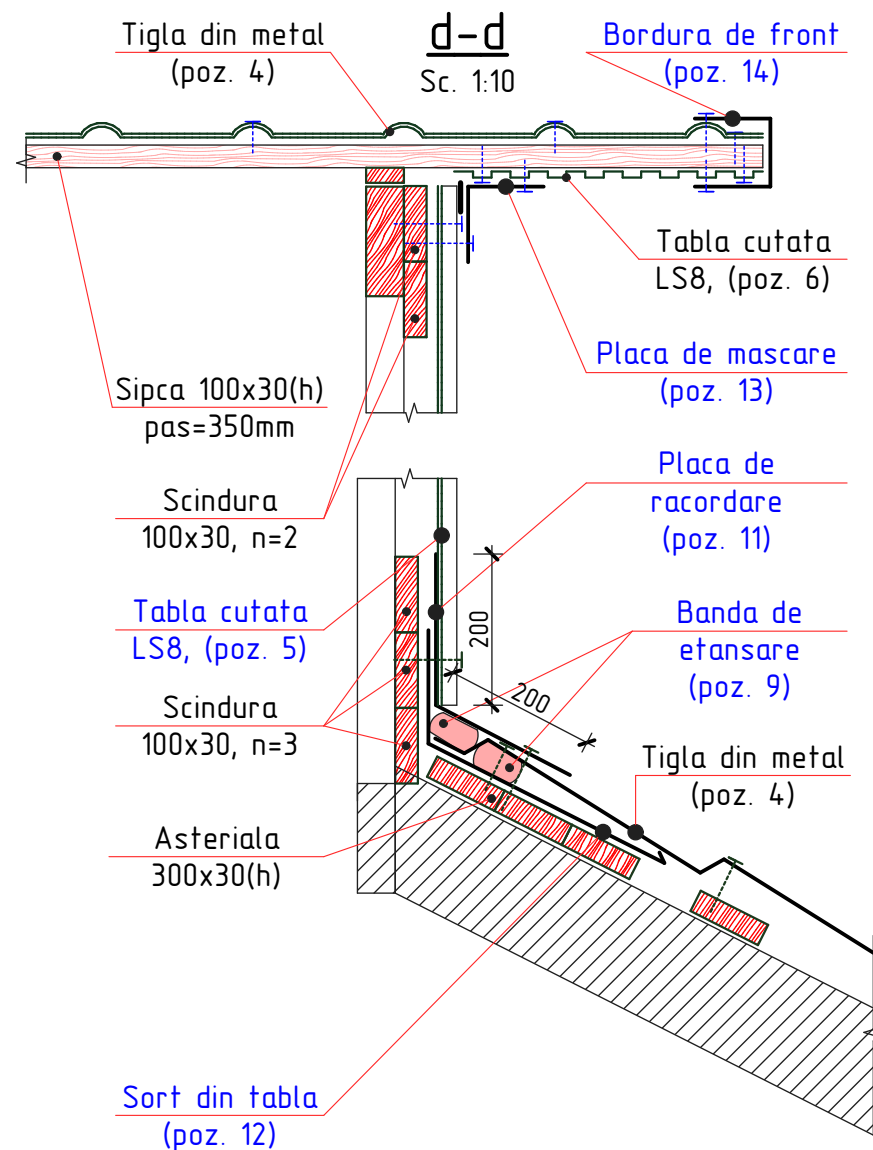 Tigla din metal
(poz. 4)
d-d
Sc. 1:10
Bordura de front
(poz. 14)
Tabla cutata
LS8, (poz. 6)
Placa de mascare
(poz. 13)
Sipca 100x30(h)
pas=350mm
Scindura
100x30, n=2
Placa de
racordare
(poz. 11)
Tabla cutata
LS8, (poz. 5)
200
Banda de
etansare
(poz. 9)
200
Scindura
100x30, n=3
Tigla din metal
(poz. 4)
Asteriala
300x30(h)
Sort din tabla
(poz. 12)